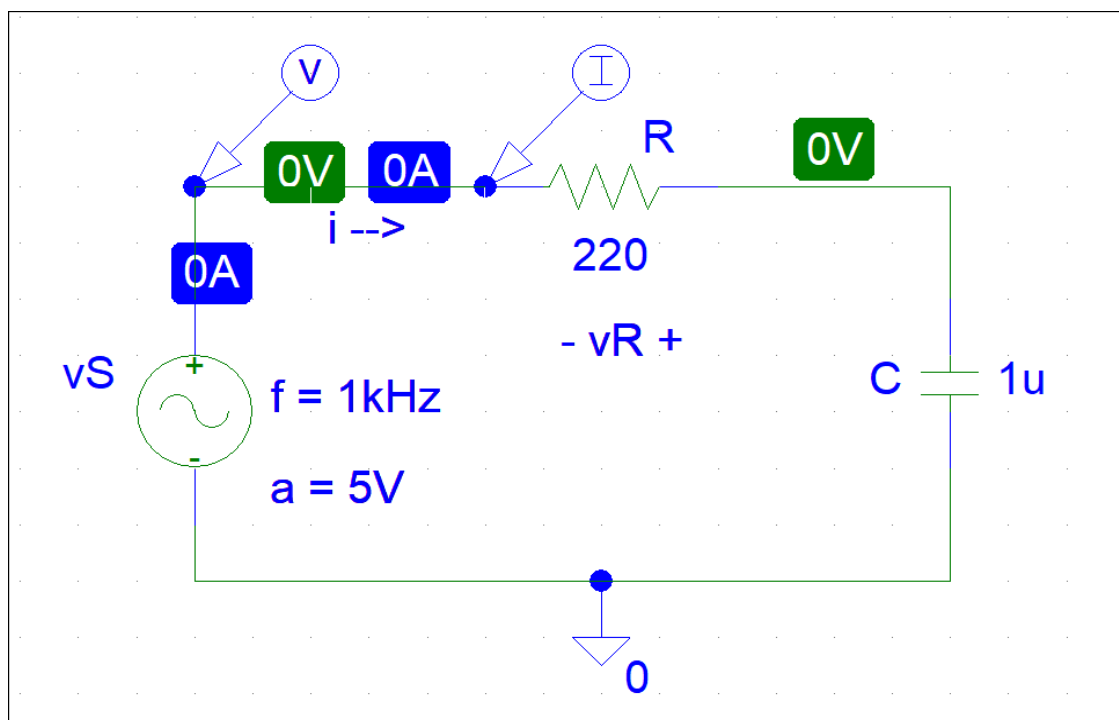 V
I
R
0V
0A
0V
i -->
220
0A
- vR +
vS
+
f = 1kHz
C
1u
-
a = 5V
0